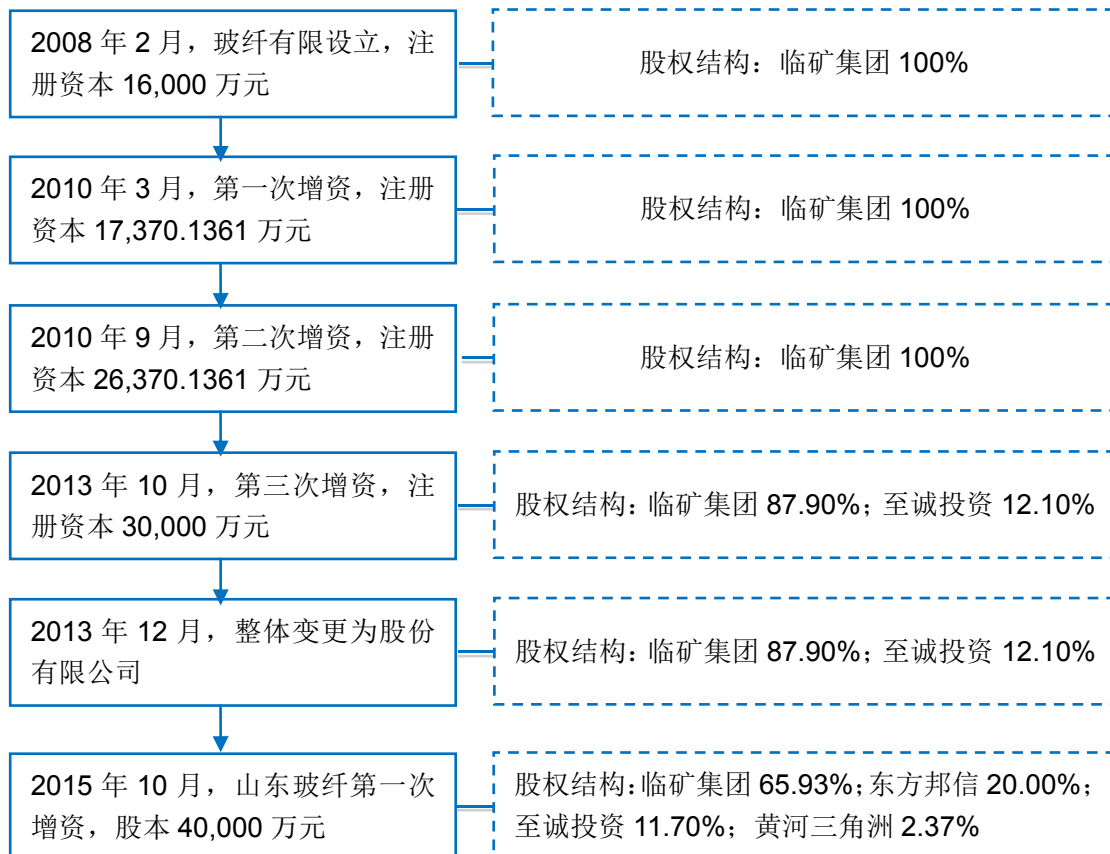 2008 年 2 月，玻纤有限设立，注
册资本 16,000 万元
股权结构：临矿集团 100%
2010 年 3 月，第一次增资，注册
资本 17,370.1361 万元
股权结构：临矿集团 100%
2010 年 9 月，第二次增资，注册
资本 26,370.1361 万元
股权结构：临矿集团 100%
2013 年 10 月，第三次增资，注
册资本 30,000 万元
股权结构：临矿集团 87.90%；至诚投资 12.10%
2013 年 12 月，整体变更为股份
有限公司
股权结构：临矿集团 87.90%；至诚投资 12.10%
2015 年 10 月，山东玻纤第一次
增资，股本 40,000 万元
股权结构：临矿集团 65.93%；东方邦信 20.00%；
至诚投资 11.70%；黄河三角洲 2.37%